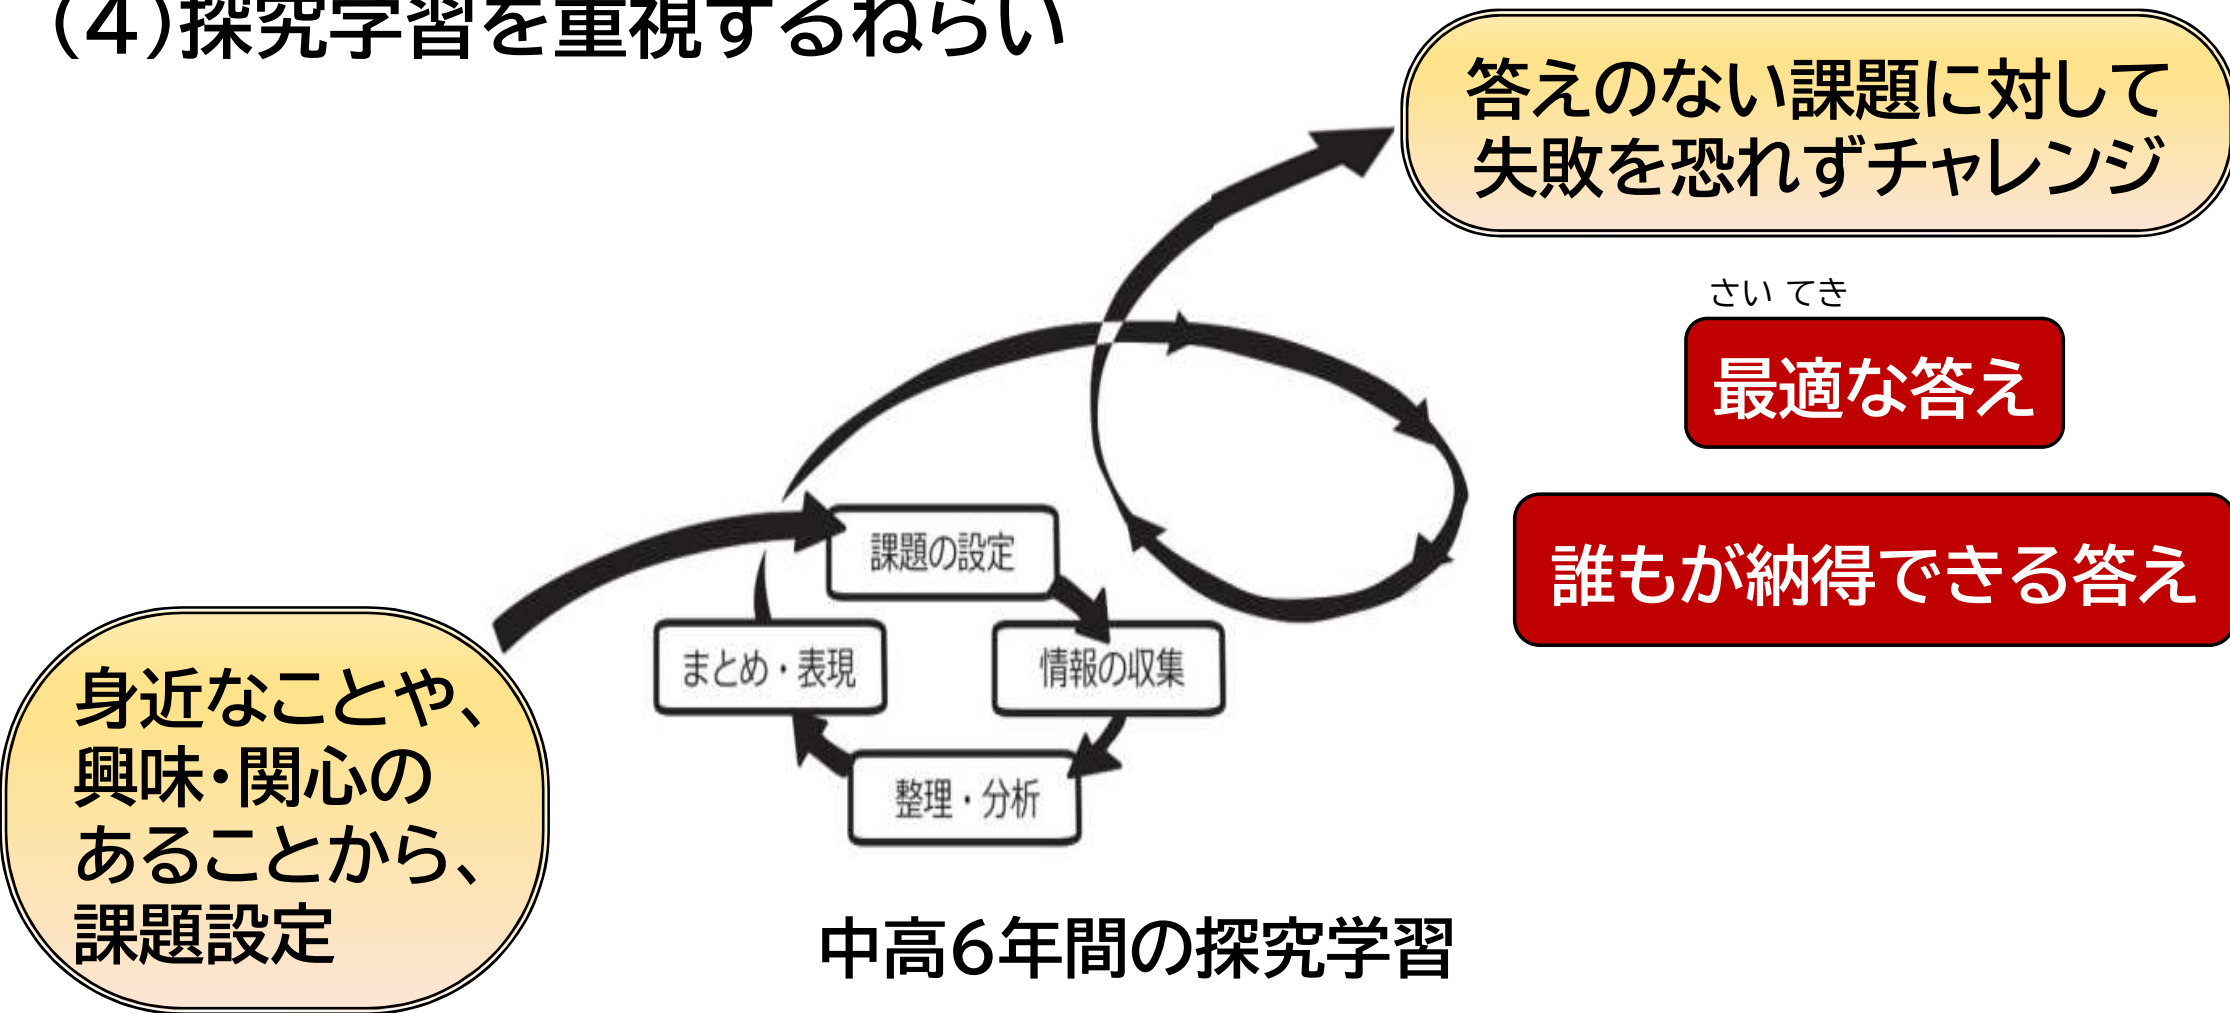 （４）探究学習を重視するねらい
答えのない課題に対して
失敗を恐れずチャレンジ
さい てき
最適な答え
誰もが納得できる答え
課題の設定
まとめ・表現
情報の収集
整理・分析
身近なことや、
興味・関心の
あることから、
課題設定
中高６年間の探究学習